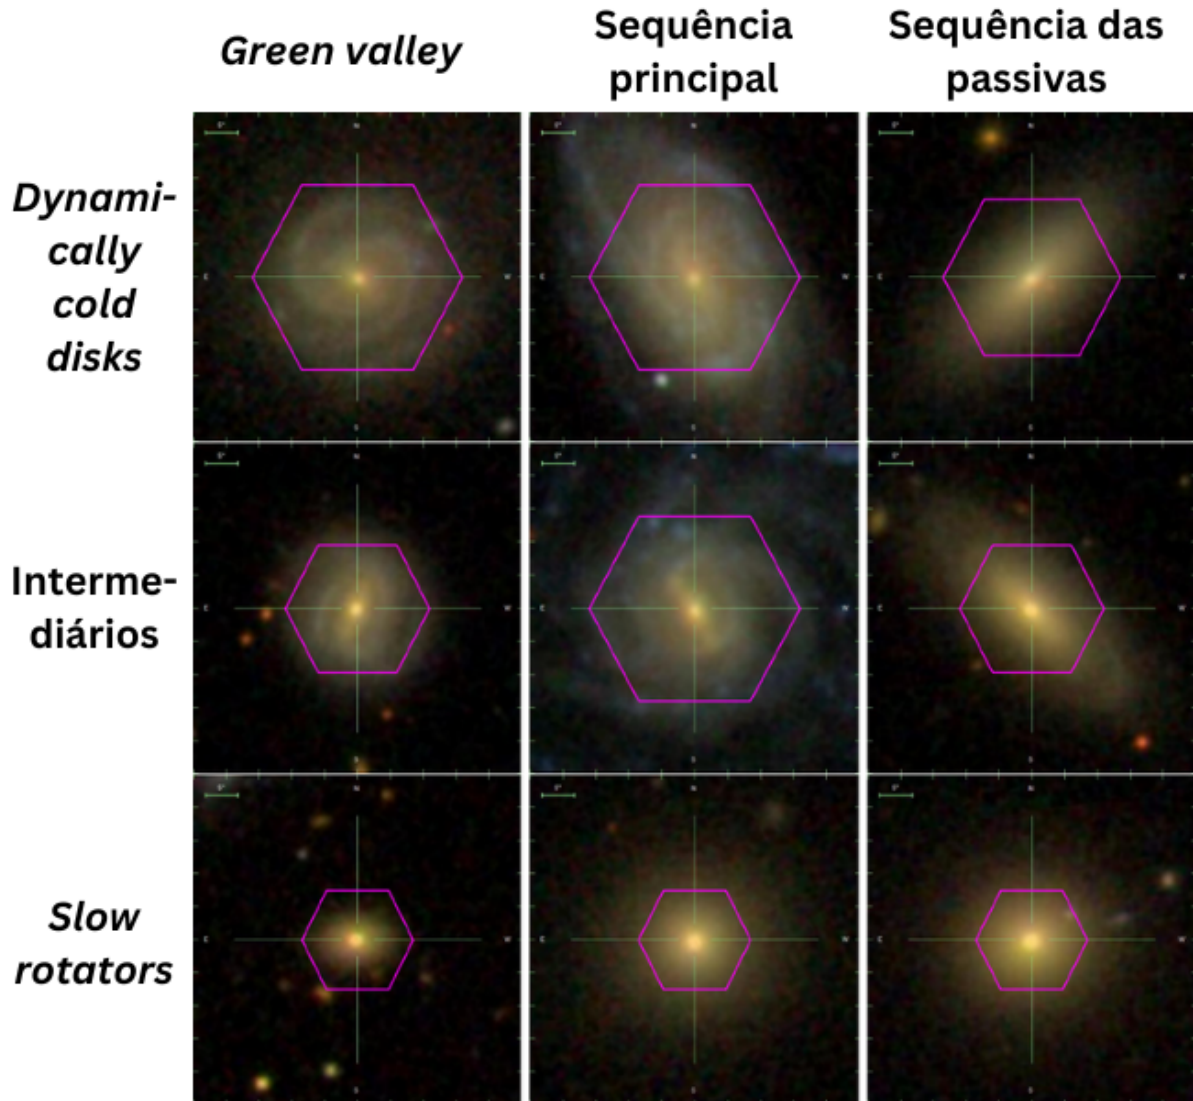 Green valley
Sequência
principal
Sequência das
passivas
Dynami-
cally
cold
disks
Interme-
diários
Slow
rotators